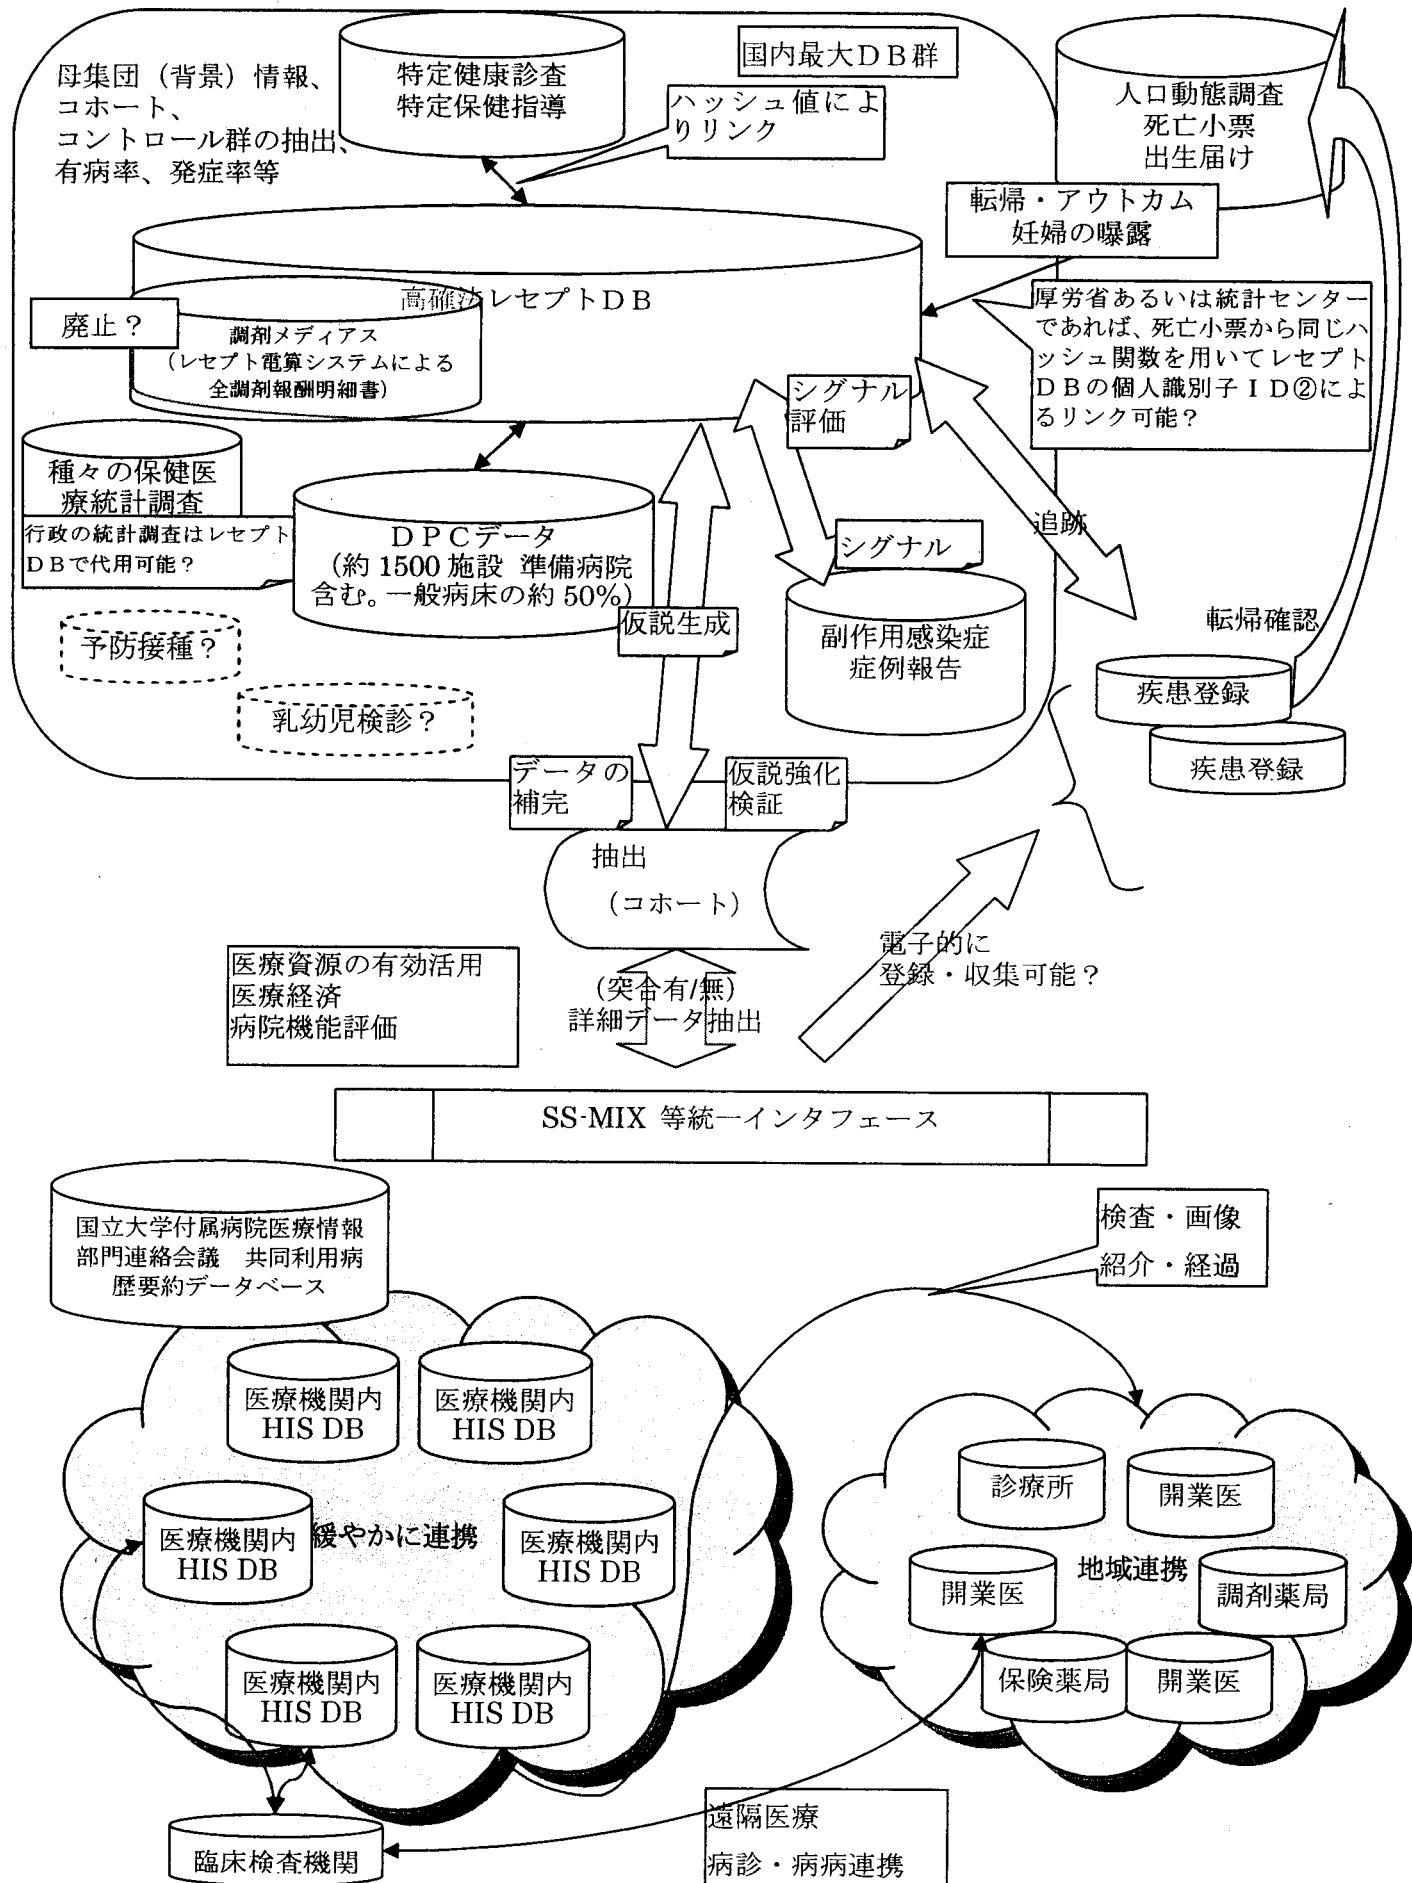 国内最大ＤＢ群
母集団（背景）情報、
コホート、
コントロール群の抽出、
有病率、発症率等
特定健康診査
特定保健指導
ハッシュ値によ
りリンク
人口動態調査
死亡小票
出生届け
転帰・アウトカム
妊婦の曝露
高確法レセプトＤＢ
廃止？
調剤メディアス
（レセプト電算システムによる
全調剤報酬明細書）
厚労省あるいは統計センター
であれば、死亡小票から同じハ
ッシュ関数を用いてレセプト
ＤＢの個人識別子ＩＤ②によ
るリンク可能？
シグナル
評価
種々の保健医
療統計調査
行政の統計調査はレセプト
ＤＢで代用可能？
ＤＰＣデータ
（約 1500 施設 準備病院
含む。一般病床の約 50%）
シグナル
追跡
仮説生成
副作用感染症
症例報告
転帰確認
疾患登録
疾患登録
予防接種？
乳幼児検診？
データの
補完
仮説強化
検証
抽出
（コホート）
電子的に
登録・収集可能？
医療資源の有効活用
医療経済
病院機能評価
(突合有/無)
詳細データ抽出
SS-MIX 等統一インタフェース
国立大学付属病院医療情報
部門連絡会議　共同利用病
歴要約データベース
検査・画像
紹介・経過
医療機関内
HIS DB
医療機関内
HIS DB
医療機関内
HIS DB
緩やかに連携
医療機関内
HIS DB
医療機関内
HIS DB
医療機関内
HIS DB
診療所
開業医
地域連携
開業医
調剤薬局
保険薬局
開業医
臨床検査機関
遠隔医療
病診・病病連携